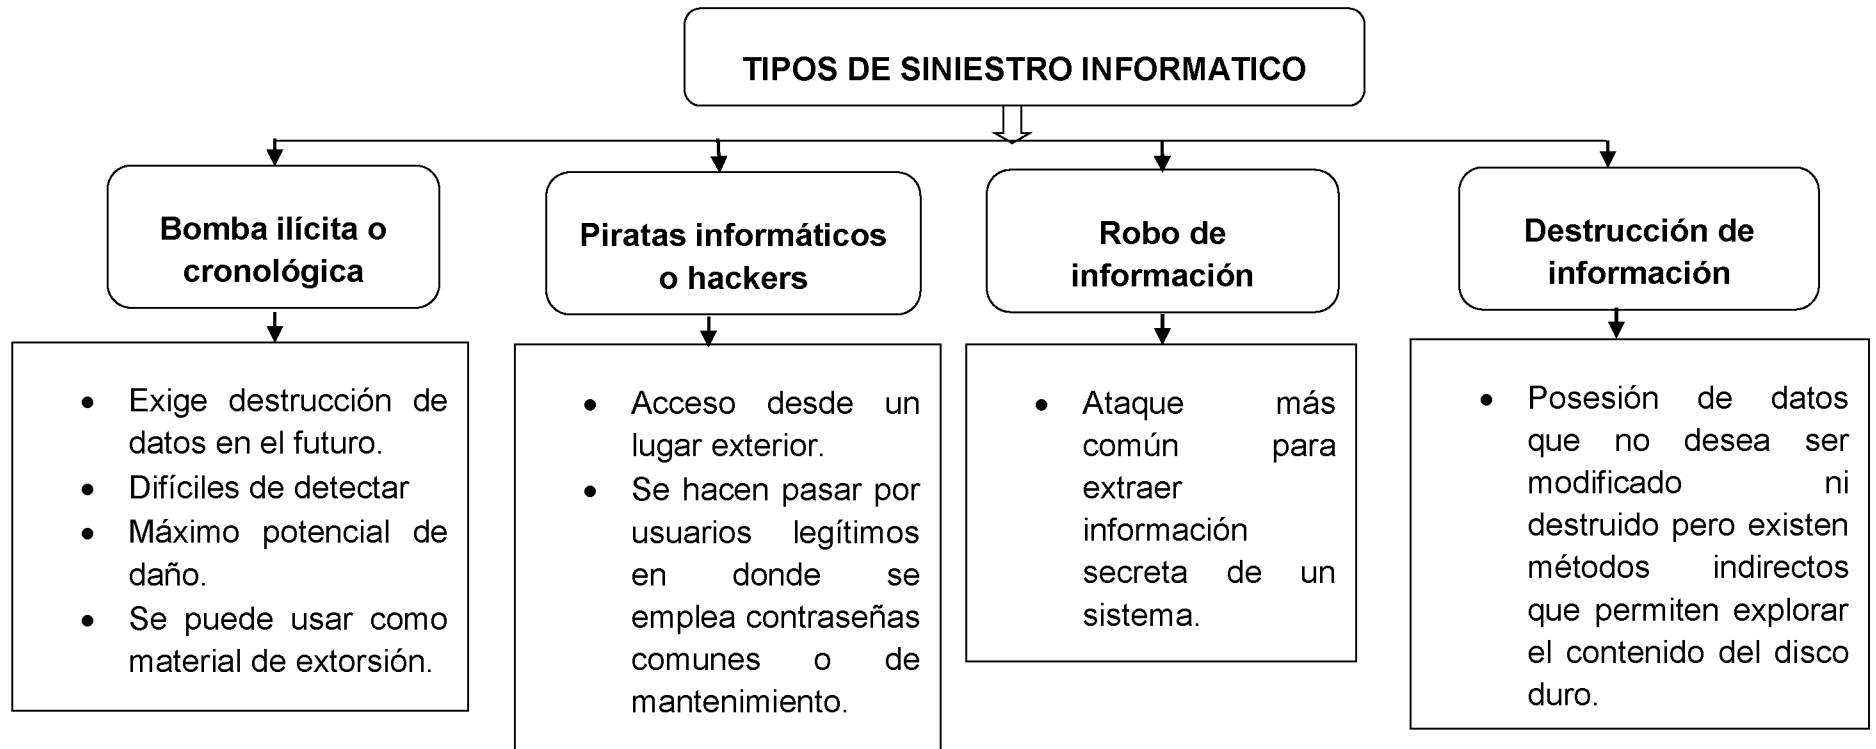 TIPOS DE SINIESTRO INFORMATICO
Bomba ilícita o
cronológica
• Exige destrucción de
datos en el futuro.
• Difíciles de detectar
• Máximo potencial de
daño.
• Se puede usar como
material de extorsión.
Piratas informáticos
o hackers
• Acceso desde un
lugar exterior.
• Se hacen pasar por
usuarios legítimos
en donde se
emplea contraseñas
comunes o de
mantenimiento.
Robo de
información
• Ataque más
común para
extraer
información
secreta de un
sistema.
Destrucción de
información
• Posesión de datos
que no desea ser
modificado ni
destruido pero existen
métodos indirectos
que permiten explorar
el contenido del disco
duro.